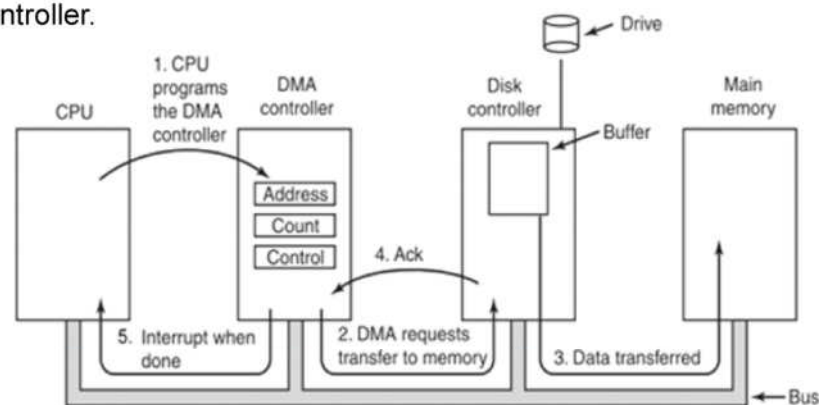 ntroller.
Drive
1. CPU
programs
the DMA
controller
CPU
DMA
controller
Disk
controller
Main
memory
Buffer
Address
Count
Control
4. Ack
5. Interrupt when
done
2. DMA requests
transfer to memory
3. Data transferred
Bus